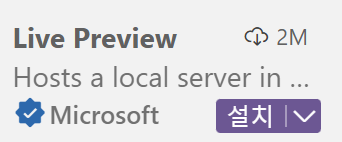 Live Preview 2M
Hosts a local server in ...
Microsoft 설치